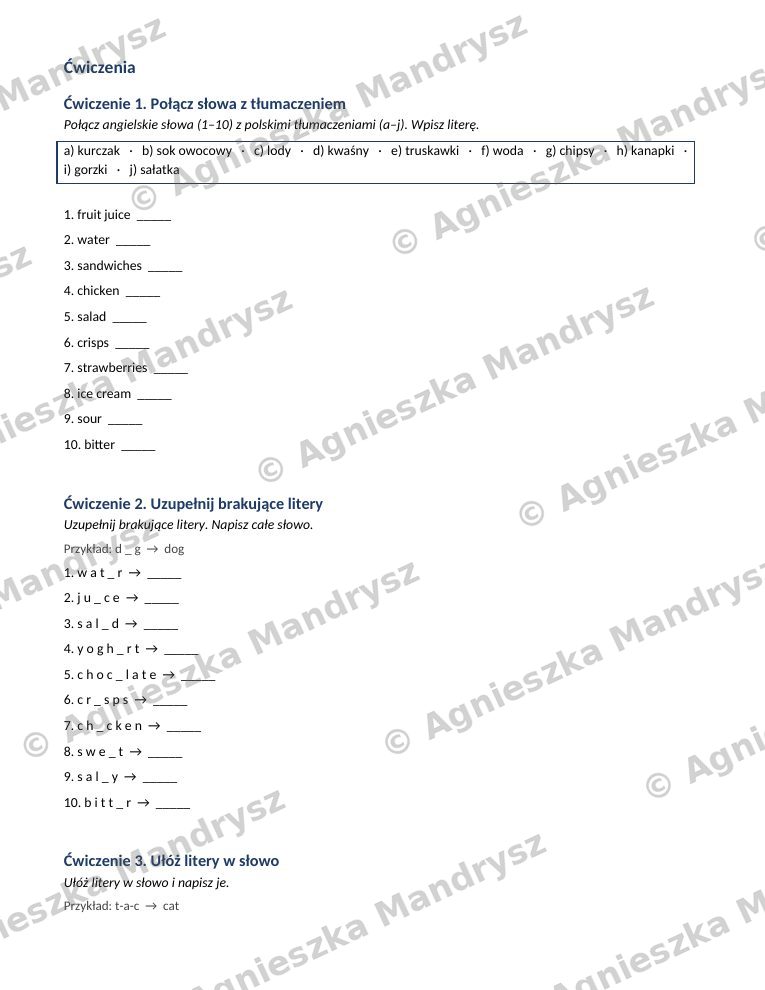 Ćwiczenia
Ćwiczenie 1. Połącz słowa z tłumaczeniem
Połącz angielskie słowa (1–10) z polskimi tłumaczeniami (a–j). Wpisz literę.
a) kurczak · b) sok owocowy · c) lody · d) kwaśny · e) truskawki · f) woda · g) chipsy · h) kanapki ·
i) gorzki · j) sałatka
1. fruit juice _____
2. water _____
3. sandwiches _____
4. chicken _____
5. salad _____
6. crisps _____
7. strawberries _____
8. ice cream _____
9. sour _____
10. bitter _____
Ćwiczenie 2. Uzupełnij brakujące litery
Uzupełnij brakujące litery. Napisz całe słowo.
Przykład: d _ g → dog
1. w a t _ r → _____
2. j u _ c e → _____
3. s a l _ d → _____
4. y o g h _ r t → _____
5. c h o c _ l a t e → _____
6. c r _ s p s → _____
7. c h _ c k e n → _____
8. s w e _ t → _____
9. s a l _ y → _____
10. b i t t _ r → _____
Ćwiczenie 3. Ułóż litery w słowo
Ułóż litery w słowo i napisz je.
Przykład: t-a-c → cat
© Agnieszka Mandrysz